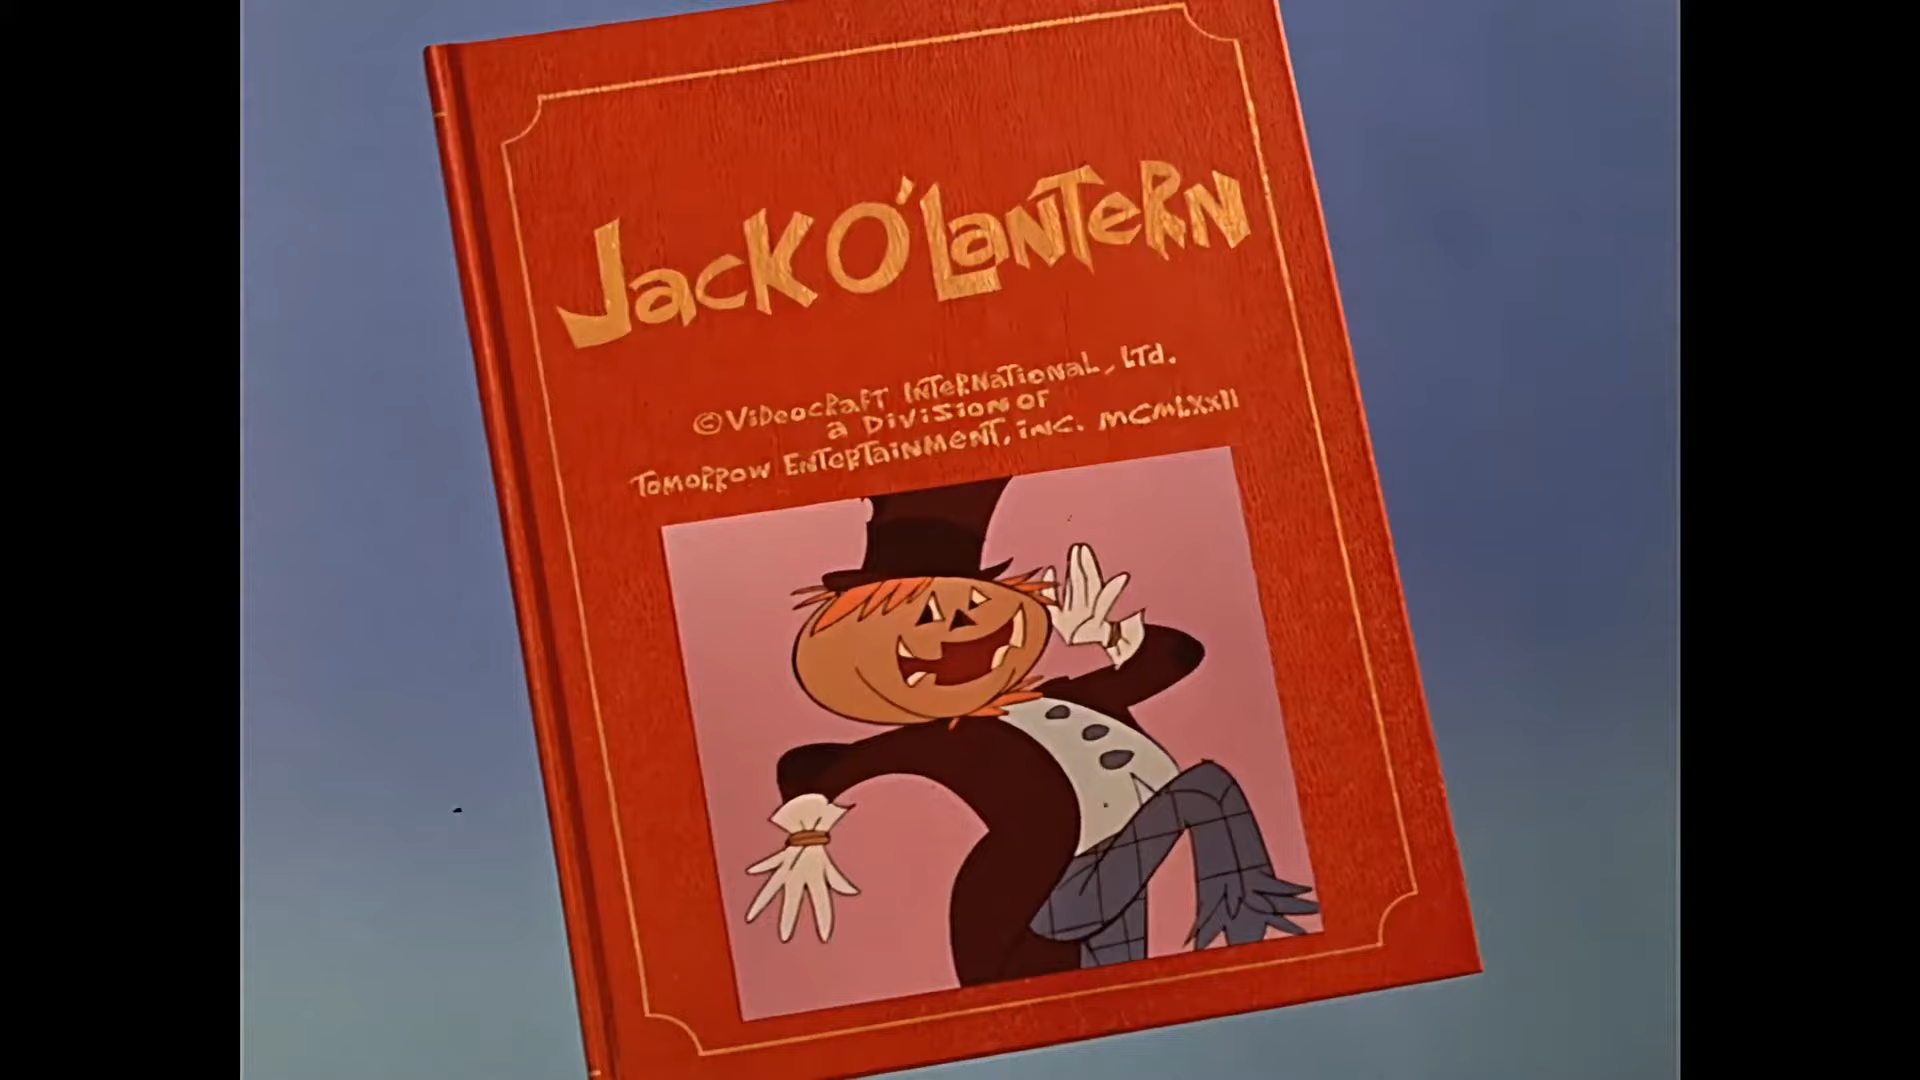 Jack O'Lantern
© Videocraft International, Ltd.
a Division of
Tomorrow Entertainment, Inc. MCMLXXII